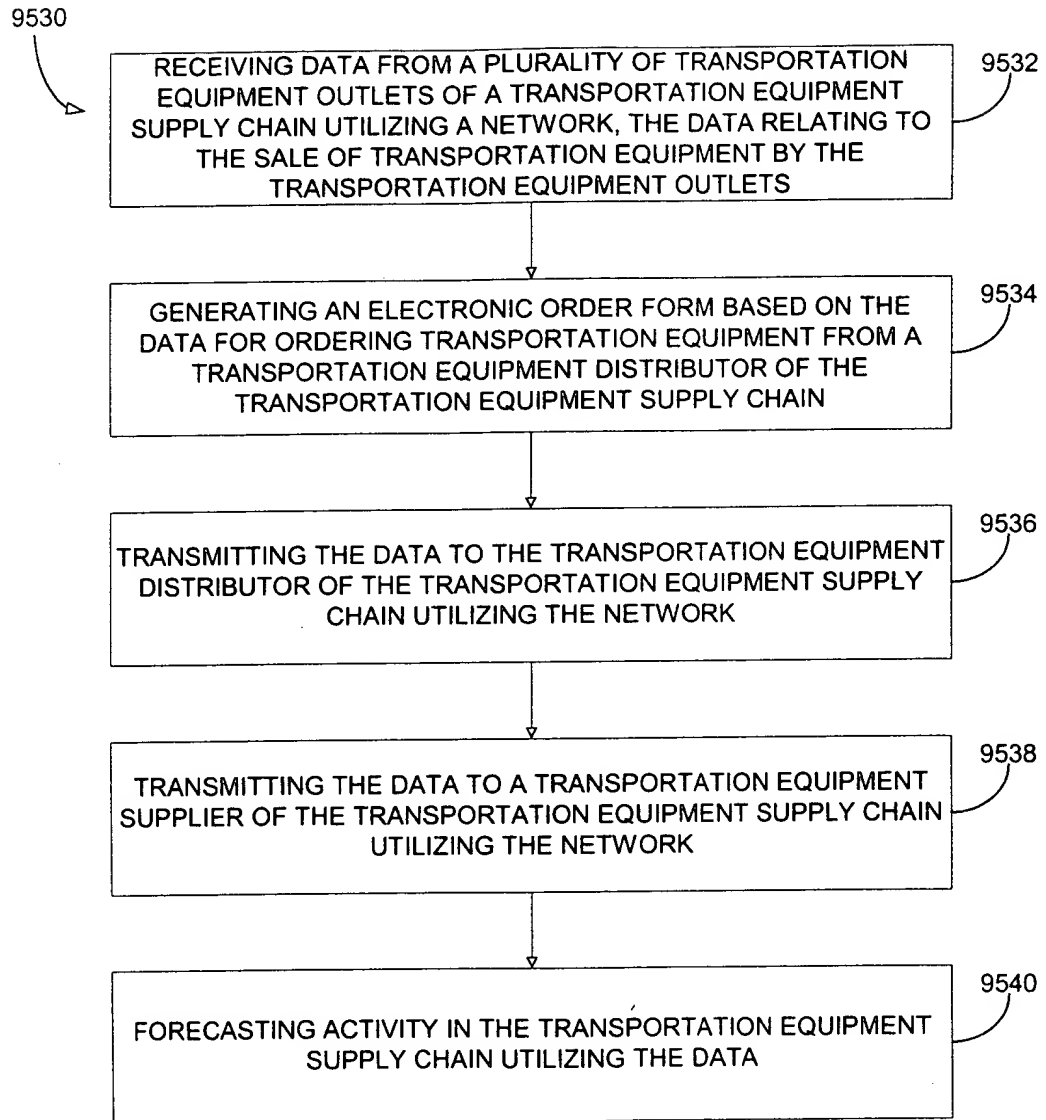 9530
RECEIVING DATA FROM A PLURALITY OF TRANSPORTATION
EQUIPMENT OUTLETS OF A TRANSPORTATION EQUIPMENT
SUPPLY CHAIN UTILIZING A NETWORK, THE DATA RELATING TO
THE SALE OF TRANSPORTATION EQUIPMENT BY THE
TRANSPORTATION EQUIPMENT OUTLETS
9532
GENERATING AN ELECTRONIC ORDER FORM BASED ON THE
DATA FOR ORDERING TRANSPORTATION EQUIPMENT FROM A
TRANSPORTATION EQUIPMENT DISTRIBUTOR OF THE
TRANSPORTATION EQUIPMENT SUPPLY CHAIN
9534
TRANSMITTING THE DATA TO THE TRANSPORTATION EQUIPMENT
DISTRIBUTOR OF THE TRANSPORTATION EQUIPMENT SUPPLY
CHAIN UTILIZING THE NETWORK
9536
TRANSMITTING THE DATA TO A TRANSPORTATION EQUIPMENT
SUPPLIER OF THE TRANSPORTATION EQUIPMENT SUPPLY CHAIN
UTILIZING THE NETWORK
9538
FORECASTING ACTIVITY IN THE TRANSPORTATION EQUIPMENT
SUPPLY CHAIN UTILIZING THE DATA
9540